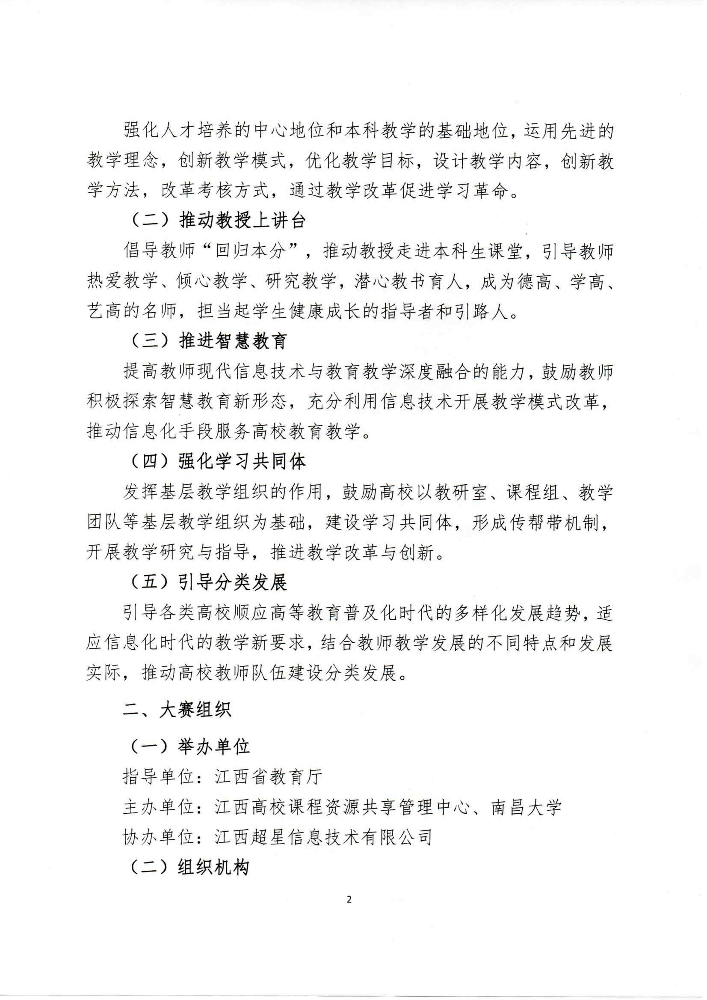 强化人才培养的中心地位和本科教学的基础地位，运用先进的
教学理念，创新教学模式，优化教学目标，设计教学内容，创新教
学方法，改革考核方式，通过教学改革促进学习革命。
（二）推动教授上讲台
倡导教师“回归本分”，推动教授走进本科生课堂，引导教师
热爱教学、倾心教学、研究教学，潜心教书育人，成为德高、学高、
艺高的名师，担当起学生健康成长的指导者和引路人。
（三）推进智慧教育
提高教师现代信息技术与教育教学深度融合的能力，鼓励教师
积极探索智慧教育新形态，充分利用信息技术开展教学模式改革，
推动信息化手段服务高校教育教学。
（四）强化学习共同体
发挥基层教学组织的作用，鼓励高校以教研室、课程组、教学
团队等基层教学组织为基础，建设学习共同体，形成传帮带机制，
开展教学研究与指导，推进教学改革与创新。
（五）引导分类发展
引导各类高校顺应高等教育普及化时代的多样化发展趋势，适
应信息化时代的教学新要求，结合教师教学发展的不同特点和发展
实际，推动高校教师队伍建设分类发展。
二、大赛组织
（一）举办单位
指导单位：江西省教育厅
主办单位：江西高校课程资源共享管理中心、南昌大学
协办单位：江西超星信息技术有限公司
（二）组织机构
2